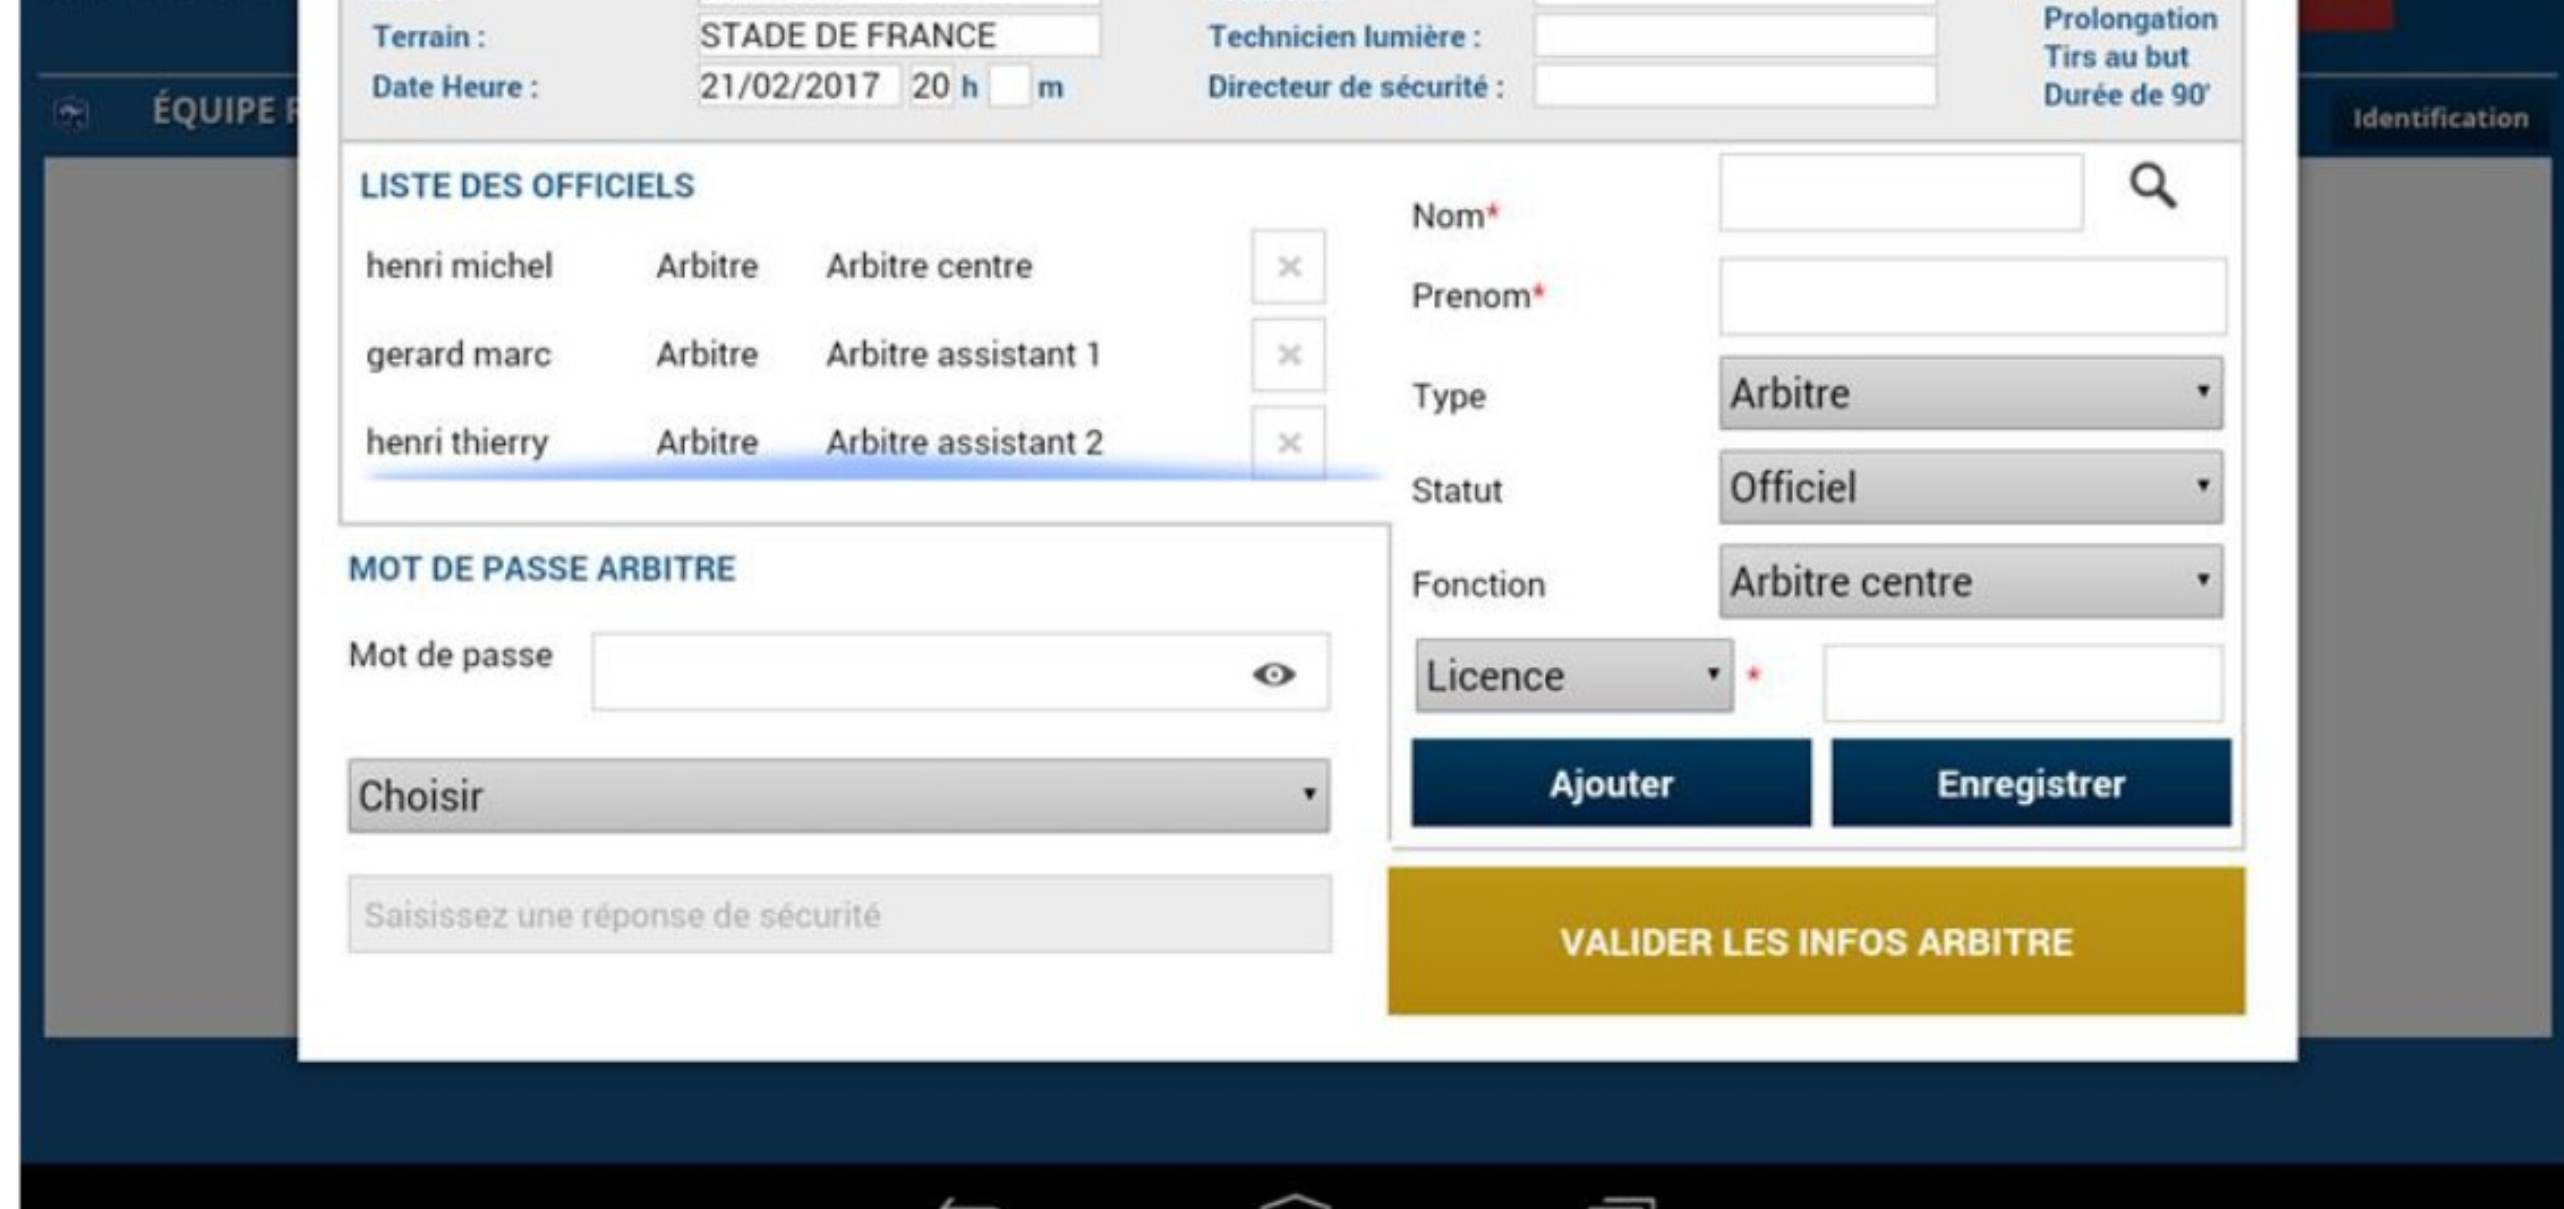 Terrain : STADE DE FRANCE Technicien lumière :
Date Heure : 21/02/2017 20 h m Directeur de sécurité :
Prolongation
Tirs au but
Durée de 90'
ÉQUIPE
Identification
LISTE DES OFFICIELS
henri michel Arbitre Arbitre centre ×
gerard marc Arbitre Arbitre assistant 1 ×
henri thierry Arbitre Arbitre assistant 2 ×
MOT DE PASSE ARBITRE
Mot de passe
Choisir
Saisissez une réponse de sécurité
Nom*
Prenom*
Type Arbitre
Statut Officiel
Fonction Arbitre centre
Licence *
Ajouter Enregistrer
VALIDER LES INFOS ARBITRE